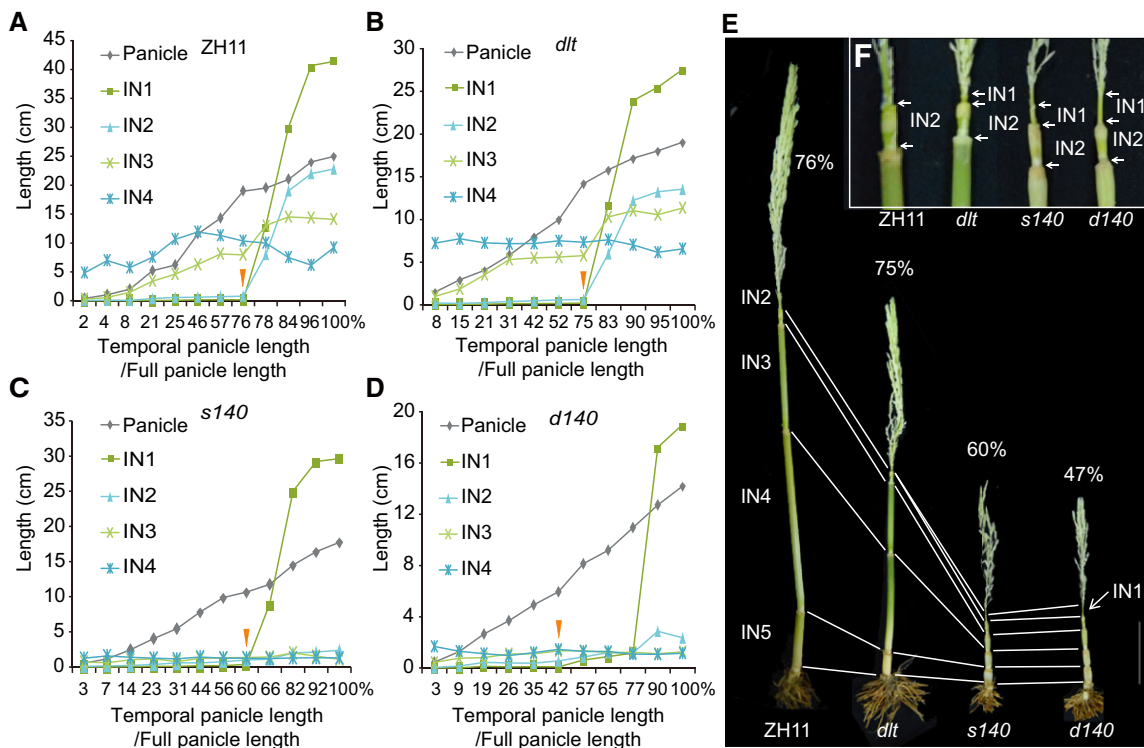 A
ZH11
45
40
35
30
25
20
15
10
5
0
Length (cm)
Panicle
IN1
IN2
IN3
IN4
2 4 8 21 25 46 57 76 78 84 96 100%
Temporal panicle length
/Full panicle length
B
dlt
30
25
20
15
10
5
0
Length (cm)
Panicle
IN1
IN2
IN3
IN4
8 15 21 31 42 52 75 83 90 95 100%
Temporal panicle length
/Full panicle length
C
s140
35
30
25
20
15
10
5
0
Length (cm)
Panicle
IN1
IN2
IN3
IN4
3 7 14 23 31 44 56 60 66 82 92 100%
Temporal panicle length
/Full panicle length
D
d140
20
16
12
8
4
0
Length (cm)
Panicle
IN1
IN2
IN3
IN4
3 9 19 26 35 42 57 65 77 90 100%
Temporal panicle length
/Full panicle length
E
76%
75%
60%
47%
IN2
IN3
IN4
IN5
IN1
ZH11 dlt s140 d140
F
IN2
IN1
IN2
IN1
IN2
IN1
IN2
ZH11 dlt s140 d140